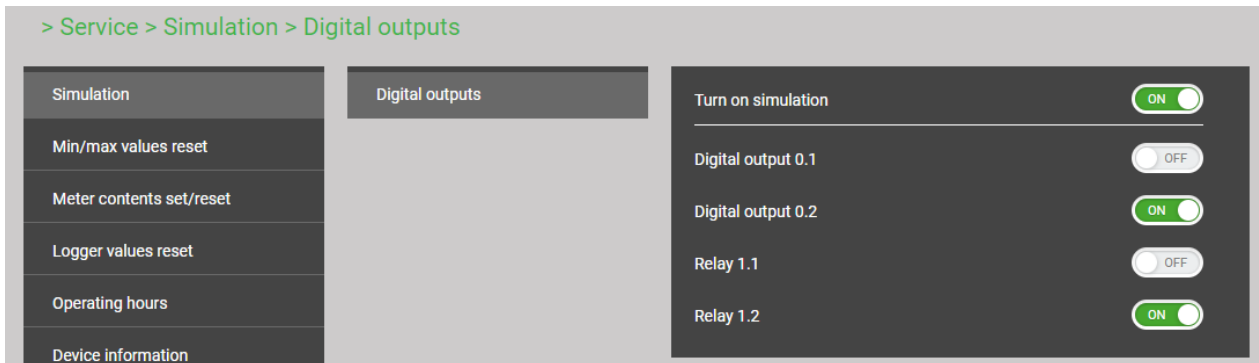 > Service > Simulation > Digital outputs
Simulation
Min/max values reset
Meter contents set/reset
Logger values reset
Operating hours
Device information
Digital outputs
Turn on simulation ON
Digital output 0.1 OFF
Digital output 0.2 ON
Relay 1.1 OFF
Relay 1.2 ON